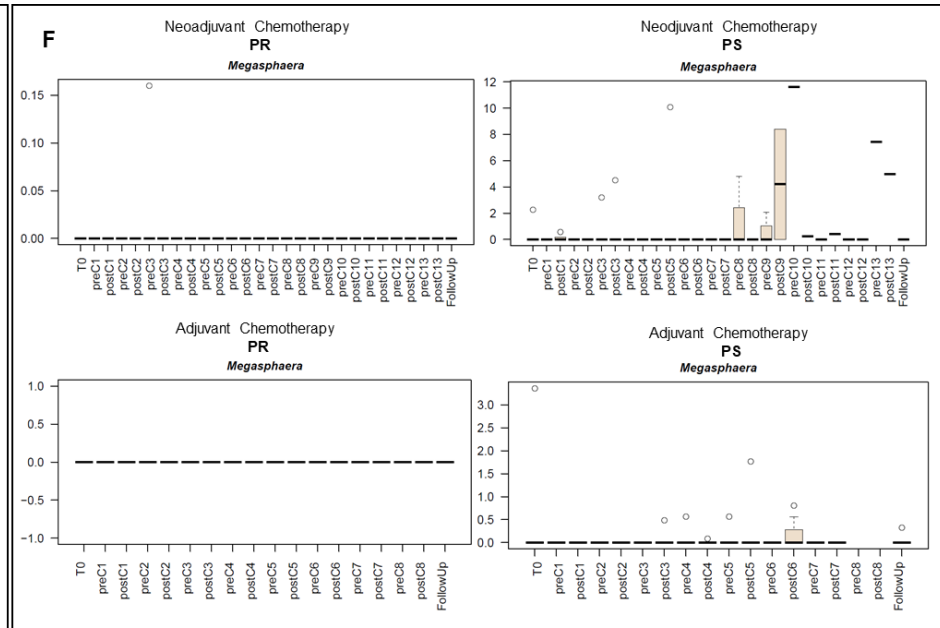 F
Neoadjuvant Chemotherapy
PR
Megasphaera
0.15
0.10
0.05
0.00
T0 preC1 postC1 preC2 postC2 preC3 postC3 preC4 postC4 preC5 postC5 preC6 postC6 preC7 postC7 preC8 postC8 preC9 postC9 preC10 postC10 preC11 postC11 preC12 postC12 preC13 postC13 FollowUp
Neodjuvant Chemotherapy
PS
Megasphaera
12
10
8
6
4
2
0
T0 preC1 postC1 preC2 postC2 preC3 postC3 preC4 postC4 preC5 postC5 preC6 postC6 preC7 postC7 preC8 postC8 preC9 postC9 preC10 postC10 preC11 postC11 preC12 postC12 preC13 postC13 FollowUp
Adjuvant Chemotherapy
PR
Megasphaera
1.0
0.5
0.0
−0.5
−1.0
T0 preC1 postC1 preC2 postC2 preC3 postC3 preC4 postC4 preC5 postC5 preC6 postC6 preC7 postC7 preC8 postC8 FollowUp
Adjuvant Chemotherapy
PS
Megasphaera
3.0
2.5
2.0
1.5
1.0
0.5
0.0
T0 preC1 postC1 preC2 postC2 preC3 postC3 preC4 postC4 preC5 postC5 preC6 postC6 preC7 postC7 preC8 postC8 FollowUp